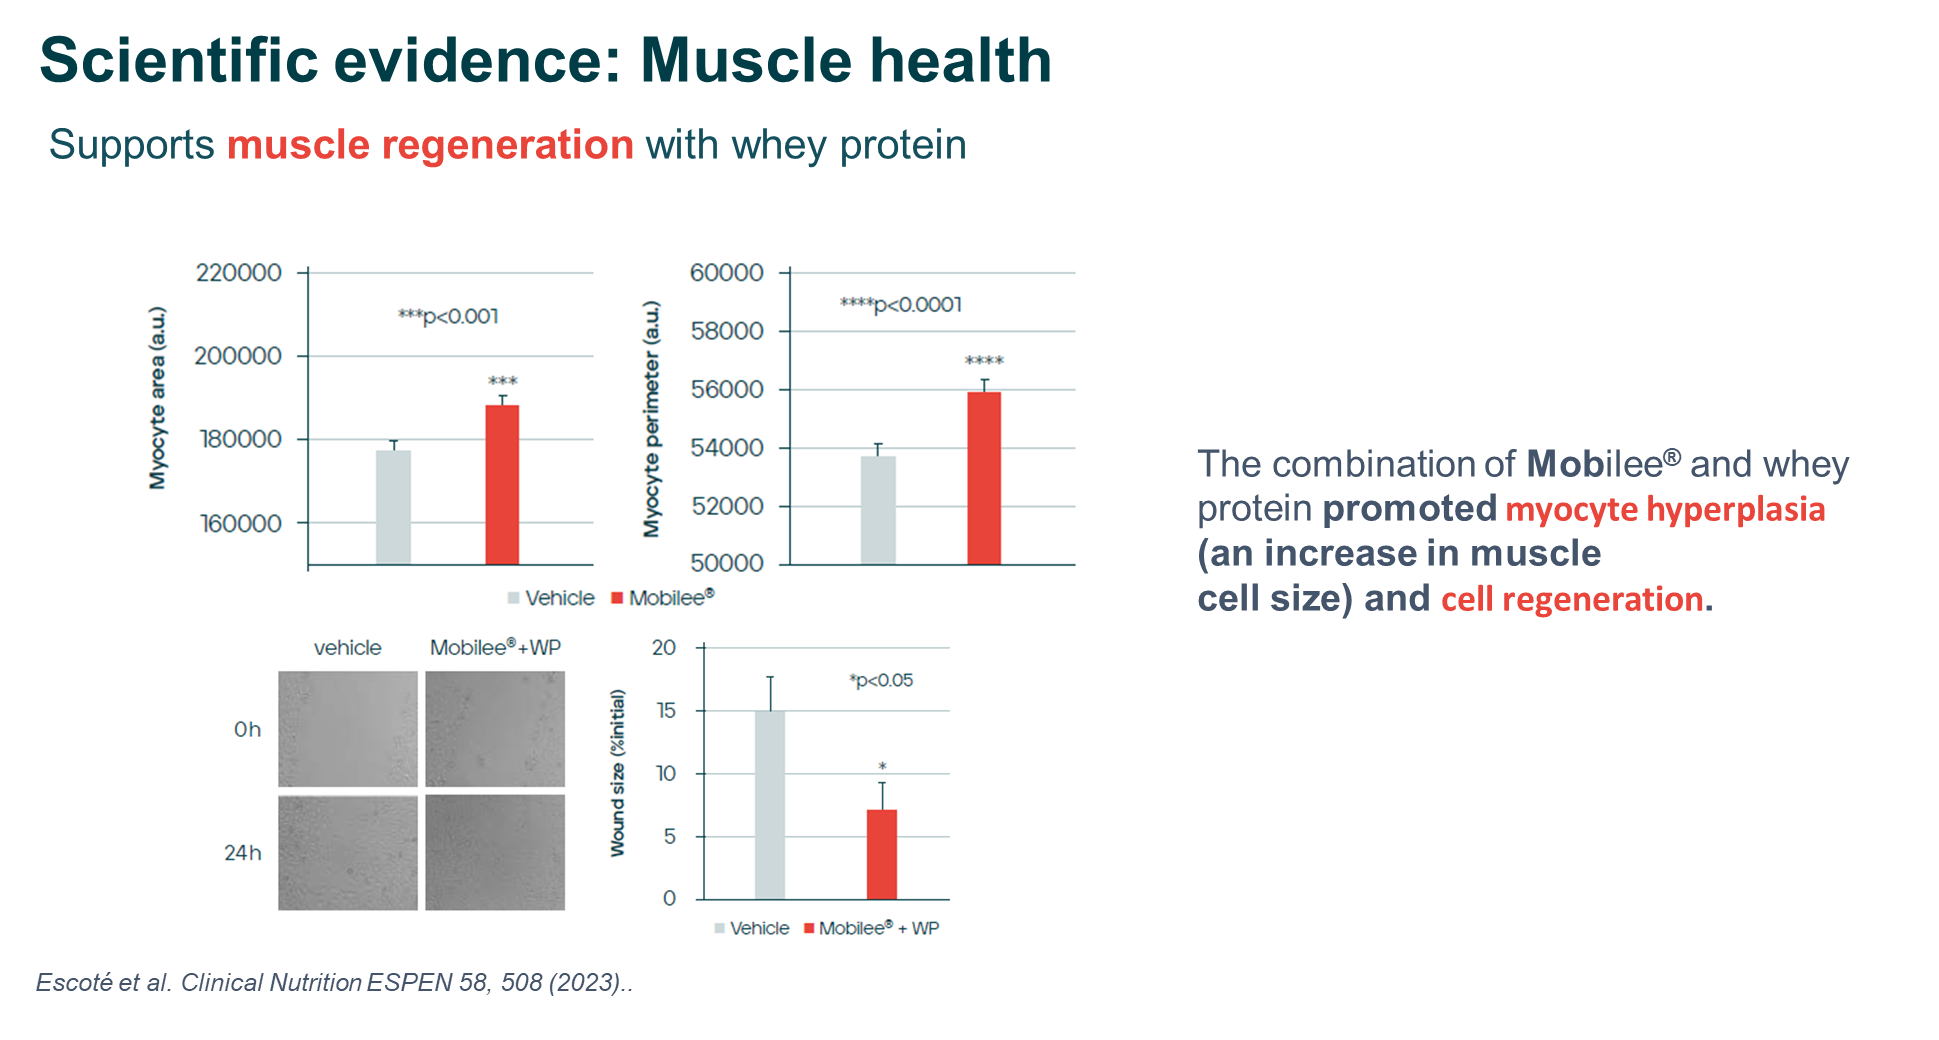 Scientific evidence: Muscle health
Supports muscle regeneration with whey protein
Myocyte area (a.u.)
220000
200000
180000
160000
***p<0.001
***
Myocyte perimeter (a.u.)
60000
58000
56000
54000
52000
50000
****p<0.0001
****
Vehicle Mobilee®
The combination of Mobilee® and whey
protein promoted myocyte hyperplasia
(an increase in muscle
cell size) and cell regeneration.
vehicle Mobilee®+WP
0h
24h
Wound size (%initial)
20
15
10
5
0
*p<0.05
*
Vehicle Mobilee® + WP
Escoté et al. Clinical Nutrition ESPEN 58, 508 (2023)..